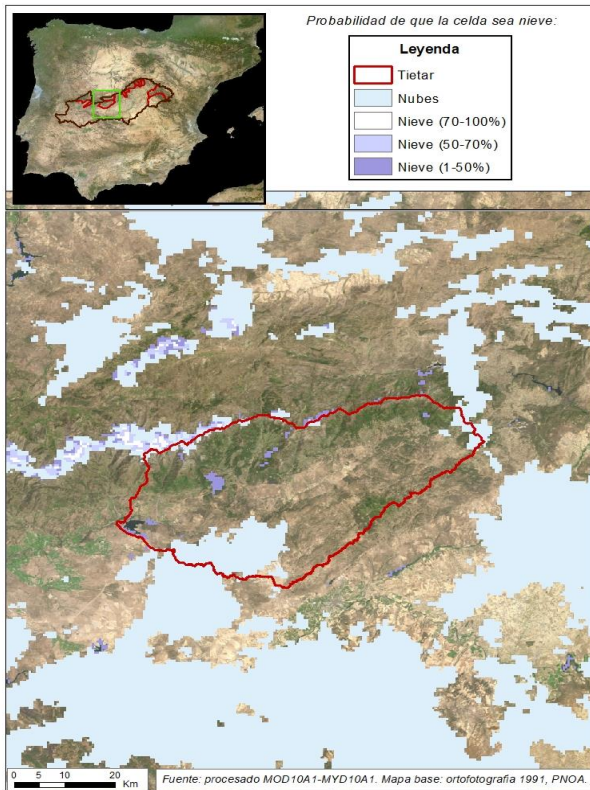 Probabilidad de que la celda sea nieve:
Leyenda
Tietar
Nubes
Nieve (70-100%)
Nieve (50-70%)
Nieve (1-50%)
0 5 10 20
Km
Fuente: procesado MOD10A1-MYD10A1. Mapa base: ortofotografia 1991, PNOA.